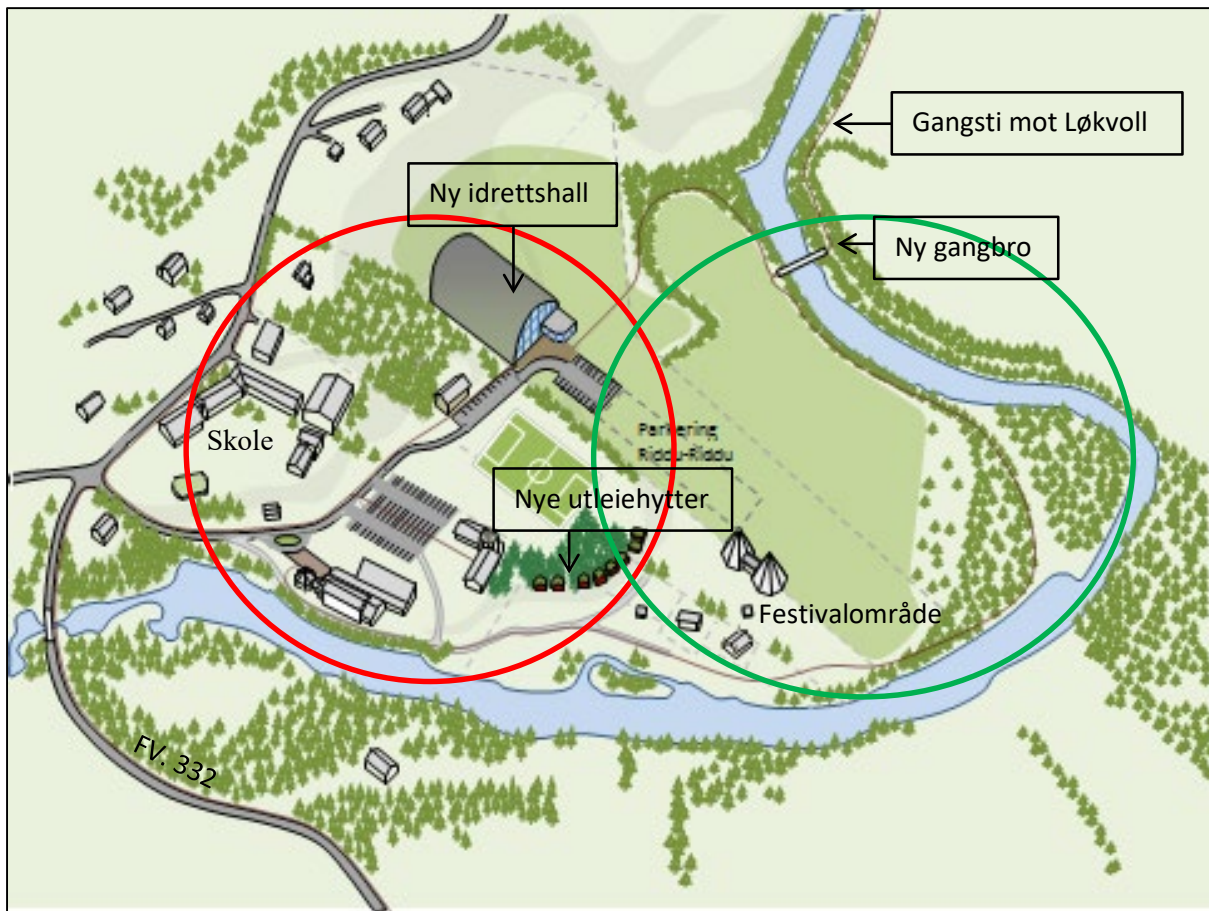 Gangsti mot Løkvoll
Ny idrettshall
Ny gangbro
Skole
Parkering
Riddu-Riddu
Nye utleiehytter
Festivalområde
FV. 332